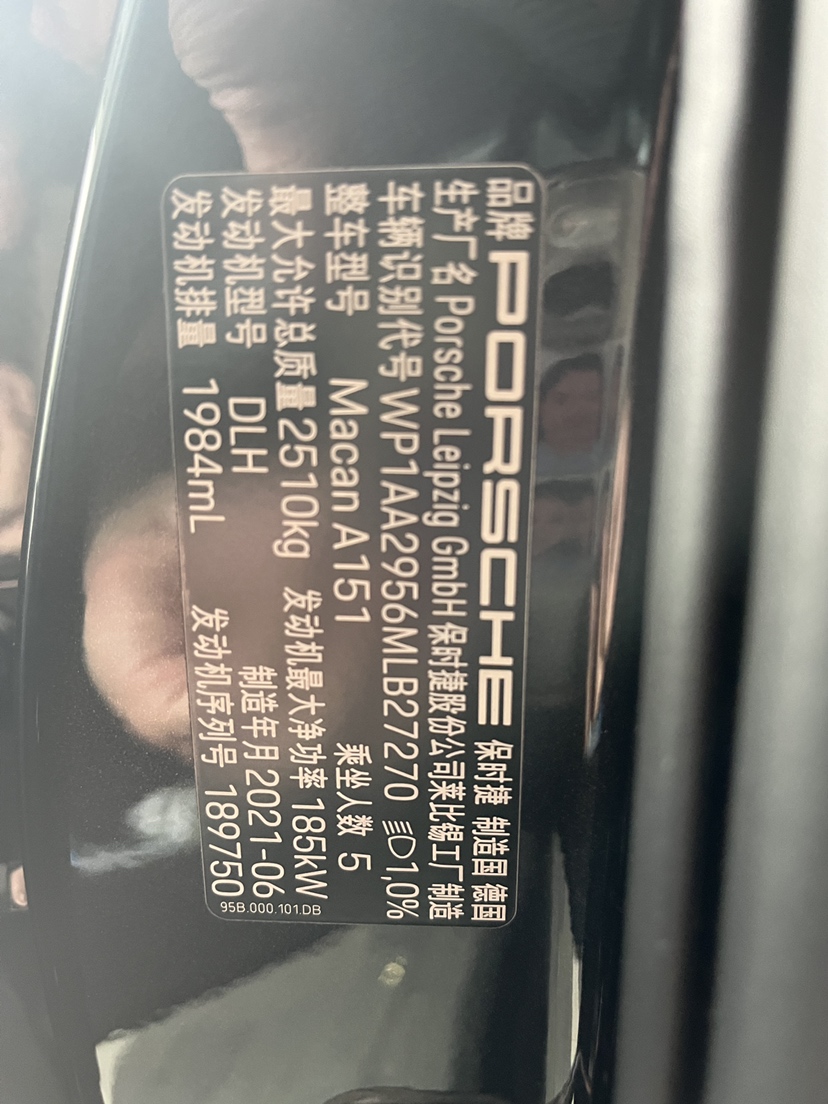 品牌 PORSCHE 保时捷 制造国 德国
生产厂名 Porsche Leipzig GmbH 保时捷股份公司莱比锡工厂制造
车辆识别代号 WP1AA2956MLB27270 1,0%
整车型号 Macan A151 乘坐人数 5
最大允许总质量 2510kg 发动机最大净功率 185kW
发动机型号 DLH 制造年月 2021-06
发动机排量 1984mL 发动机序列号 189750
95B.000.101.DB